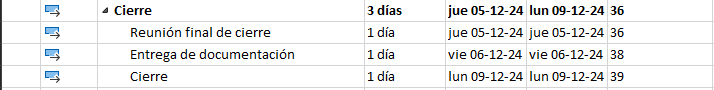 Cierre 3 días jue 05-12-24 lun 09-12-24 36
Reunión final de cierre 1 día jue 05-12-24 jue 05-12-24 36
Entrega de documentación 1 día vie 06-12-24 vie 06-12-24 38
Cierre 1 día lun 09-12-24 lun 09-12-24 39